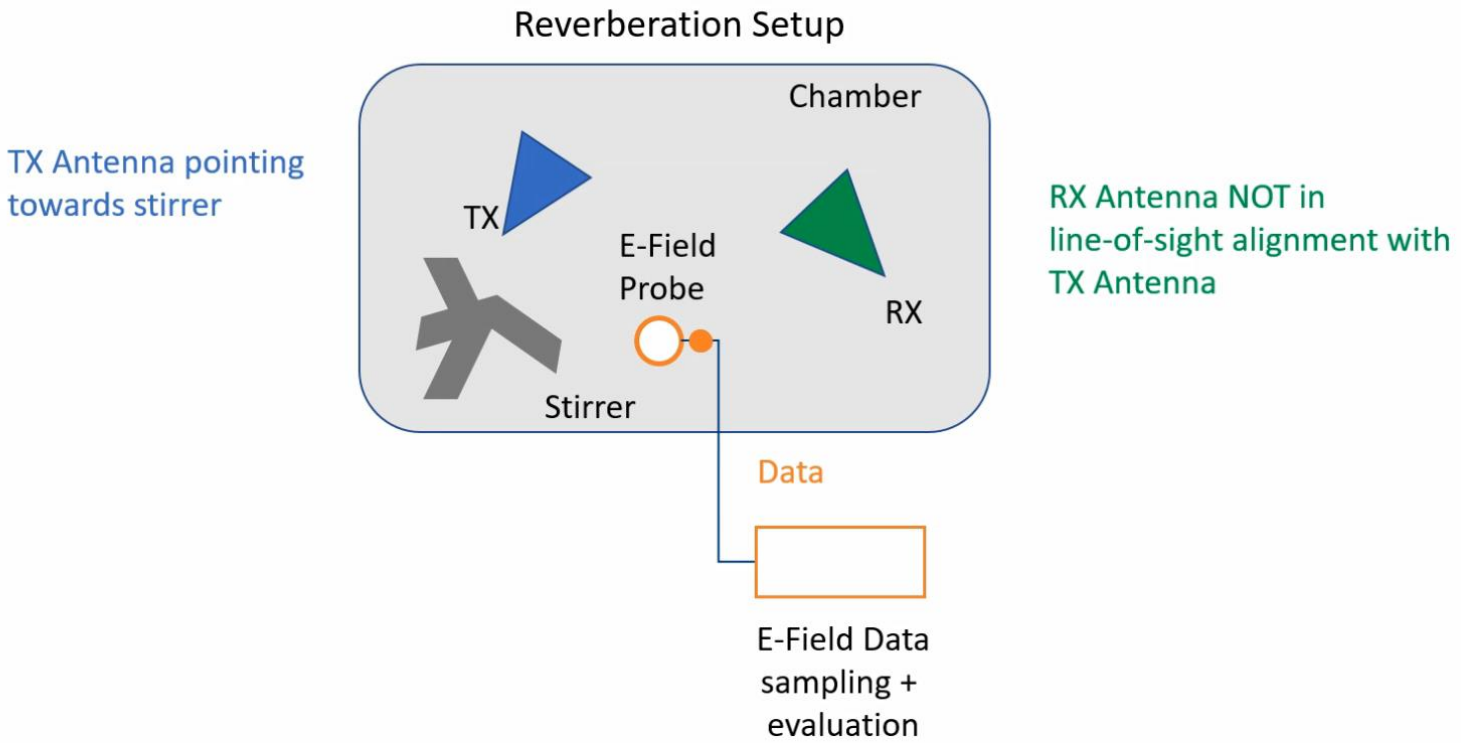 Reverberation Setup
Chamber
TX Antenna pointing
towards stirrer
TX
E-Field
Probe
RX Antenna NOT in
line-of-sight alignment with
TX Antenna
RX
Stirrer
Data
E-Field Data
sampling +
evaluation